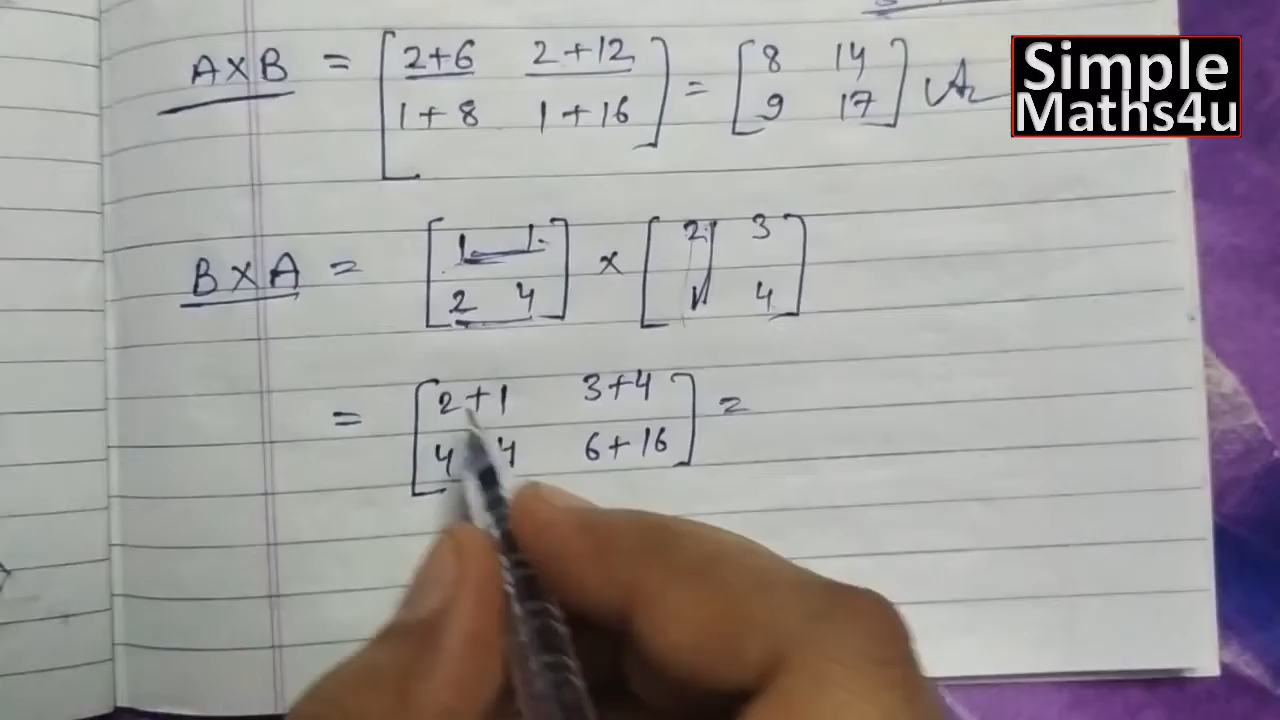 A×B = [2+6 2+12 = [8 14
1+8 1+16] 9 17]
Simple
Maths4u
B×A = [1 1 × [2 3
2 4] 1 4]
= [2+1 3+4 =
4 4 6+16]